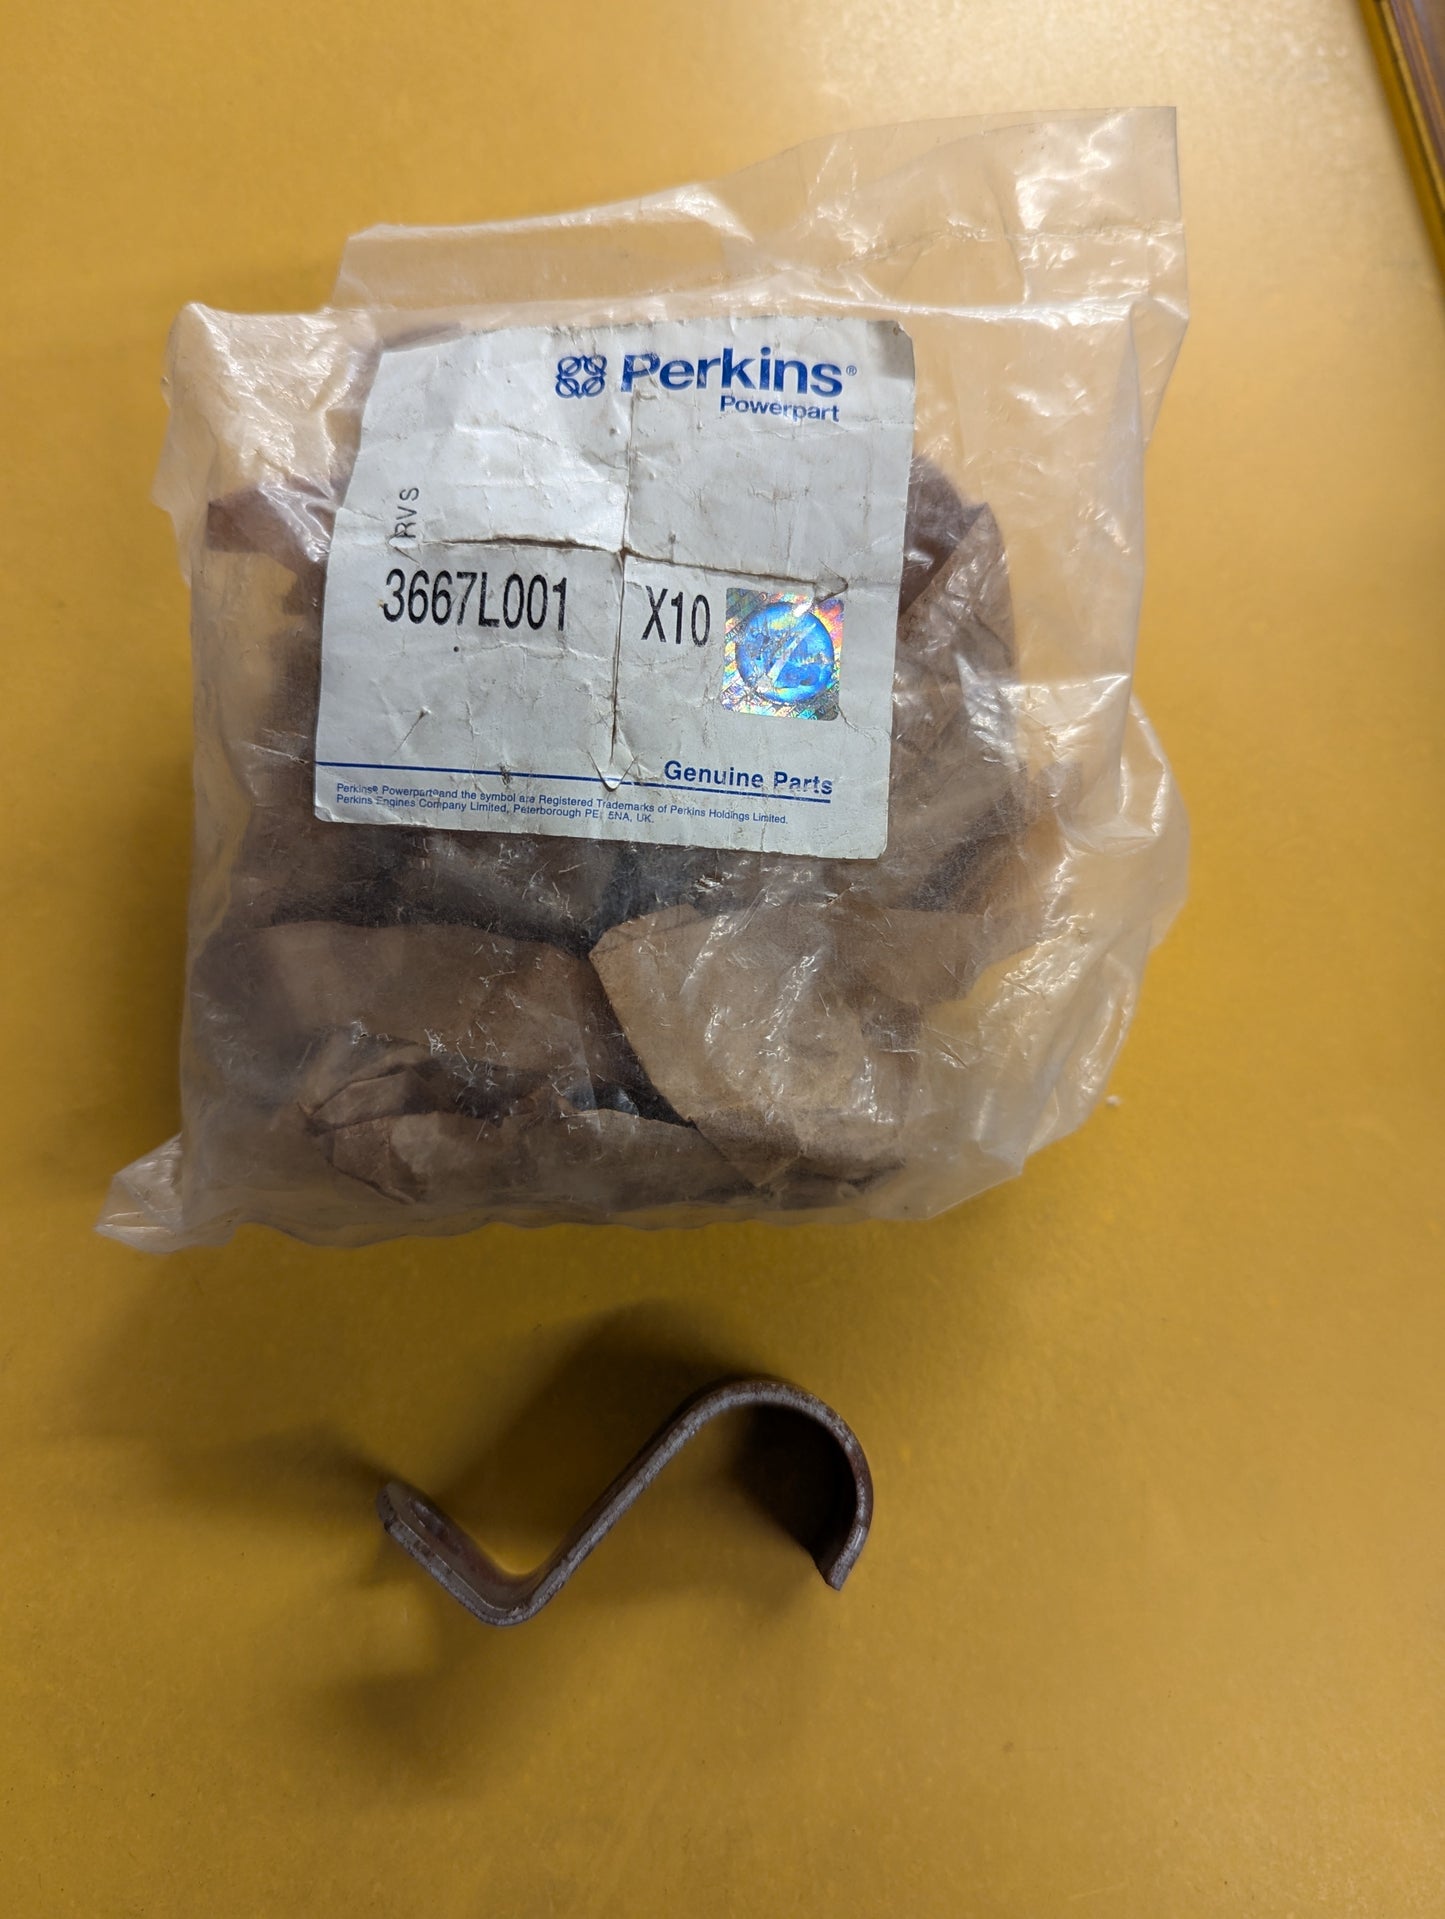 Perkins®
Powerpart
RVS
3667L001 X10
Genuine Parts
Perkins® Powerpart® and the symbol are Registered Trademarks of Perkins Holdings Limited.
Perkins Engines Company Limited, Peterborough PE 5NA, UK.